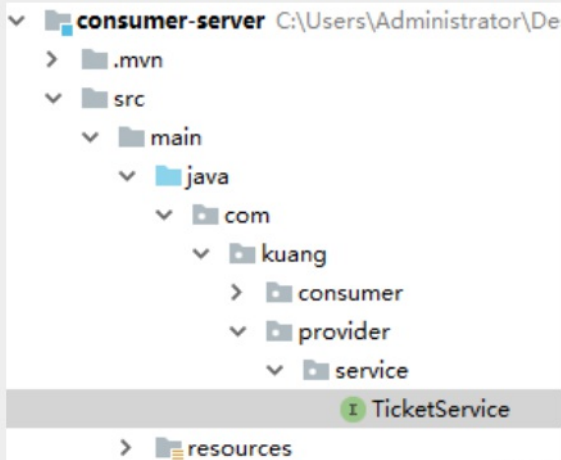 consumer-server C:\Users\Administrator\De
.mvn
src
main
java
com
kuang
consumer
provider
service
I TicketService
resources